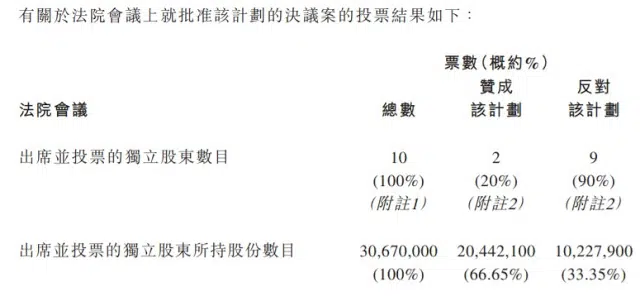 有關於法院會議上就批准該計劃的決議案的投票結果如下：
票數（概約%）
贊成 反對
法院會議 總數 該計劃 該計劃
出席並投票的獨立股東數目 10 2 9
(100%) (20%) (90%)
(附註1) (附註2) (附註2)
出席並投票的獨立股東所持股份數目 30,670,000 20,442,100 10,227,900
(100%) (66.65%) (33.35%)